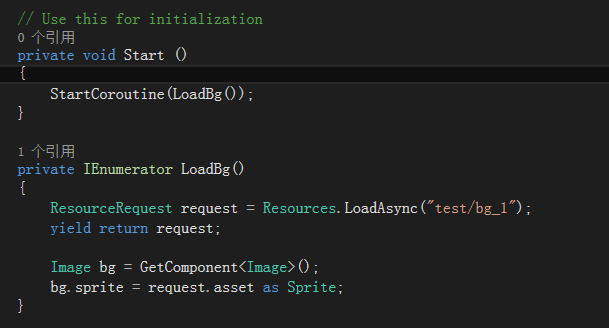 // Use this for initialization
0 个引用
private void Start ()
{
    StartCoroutine(LoadBg());
}
1 个引用
private IEnumerator LoadBg()
{
    ResourceRequest request = Resources.LoadAsync("test/bg_1");
    yield return request;
    Image bg = GetComponent<Image>();
    bg.sprite = request.asset as Sprite;
}